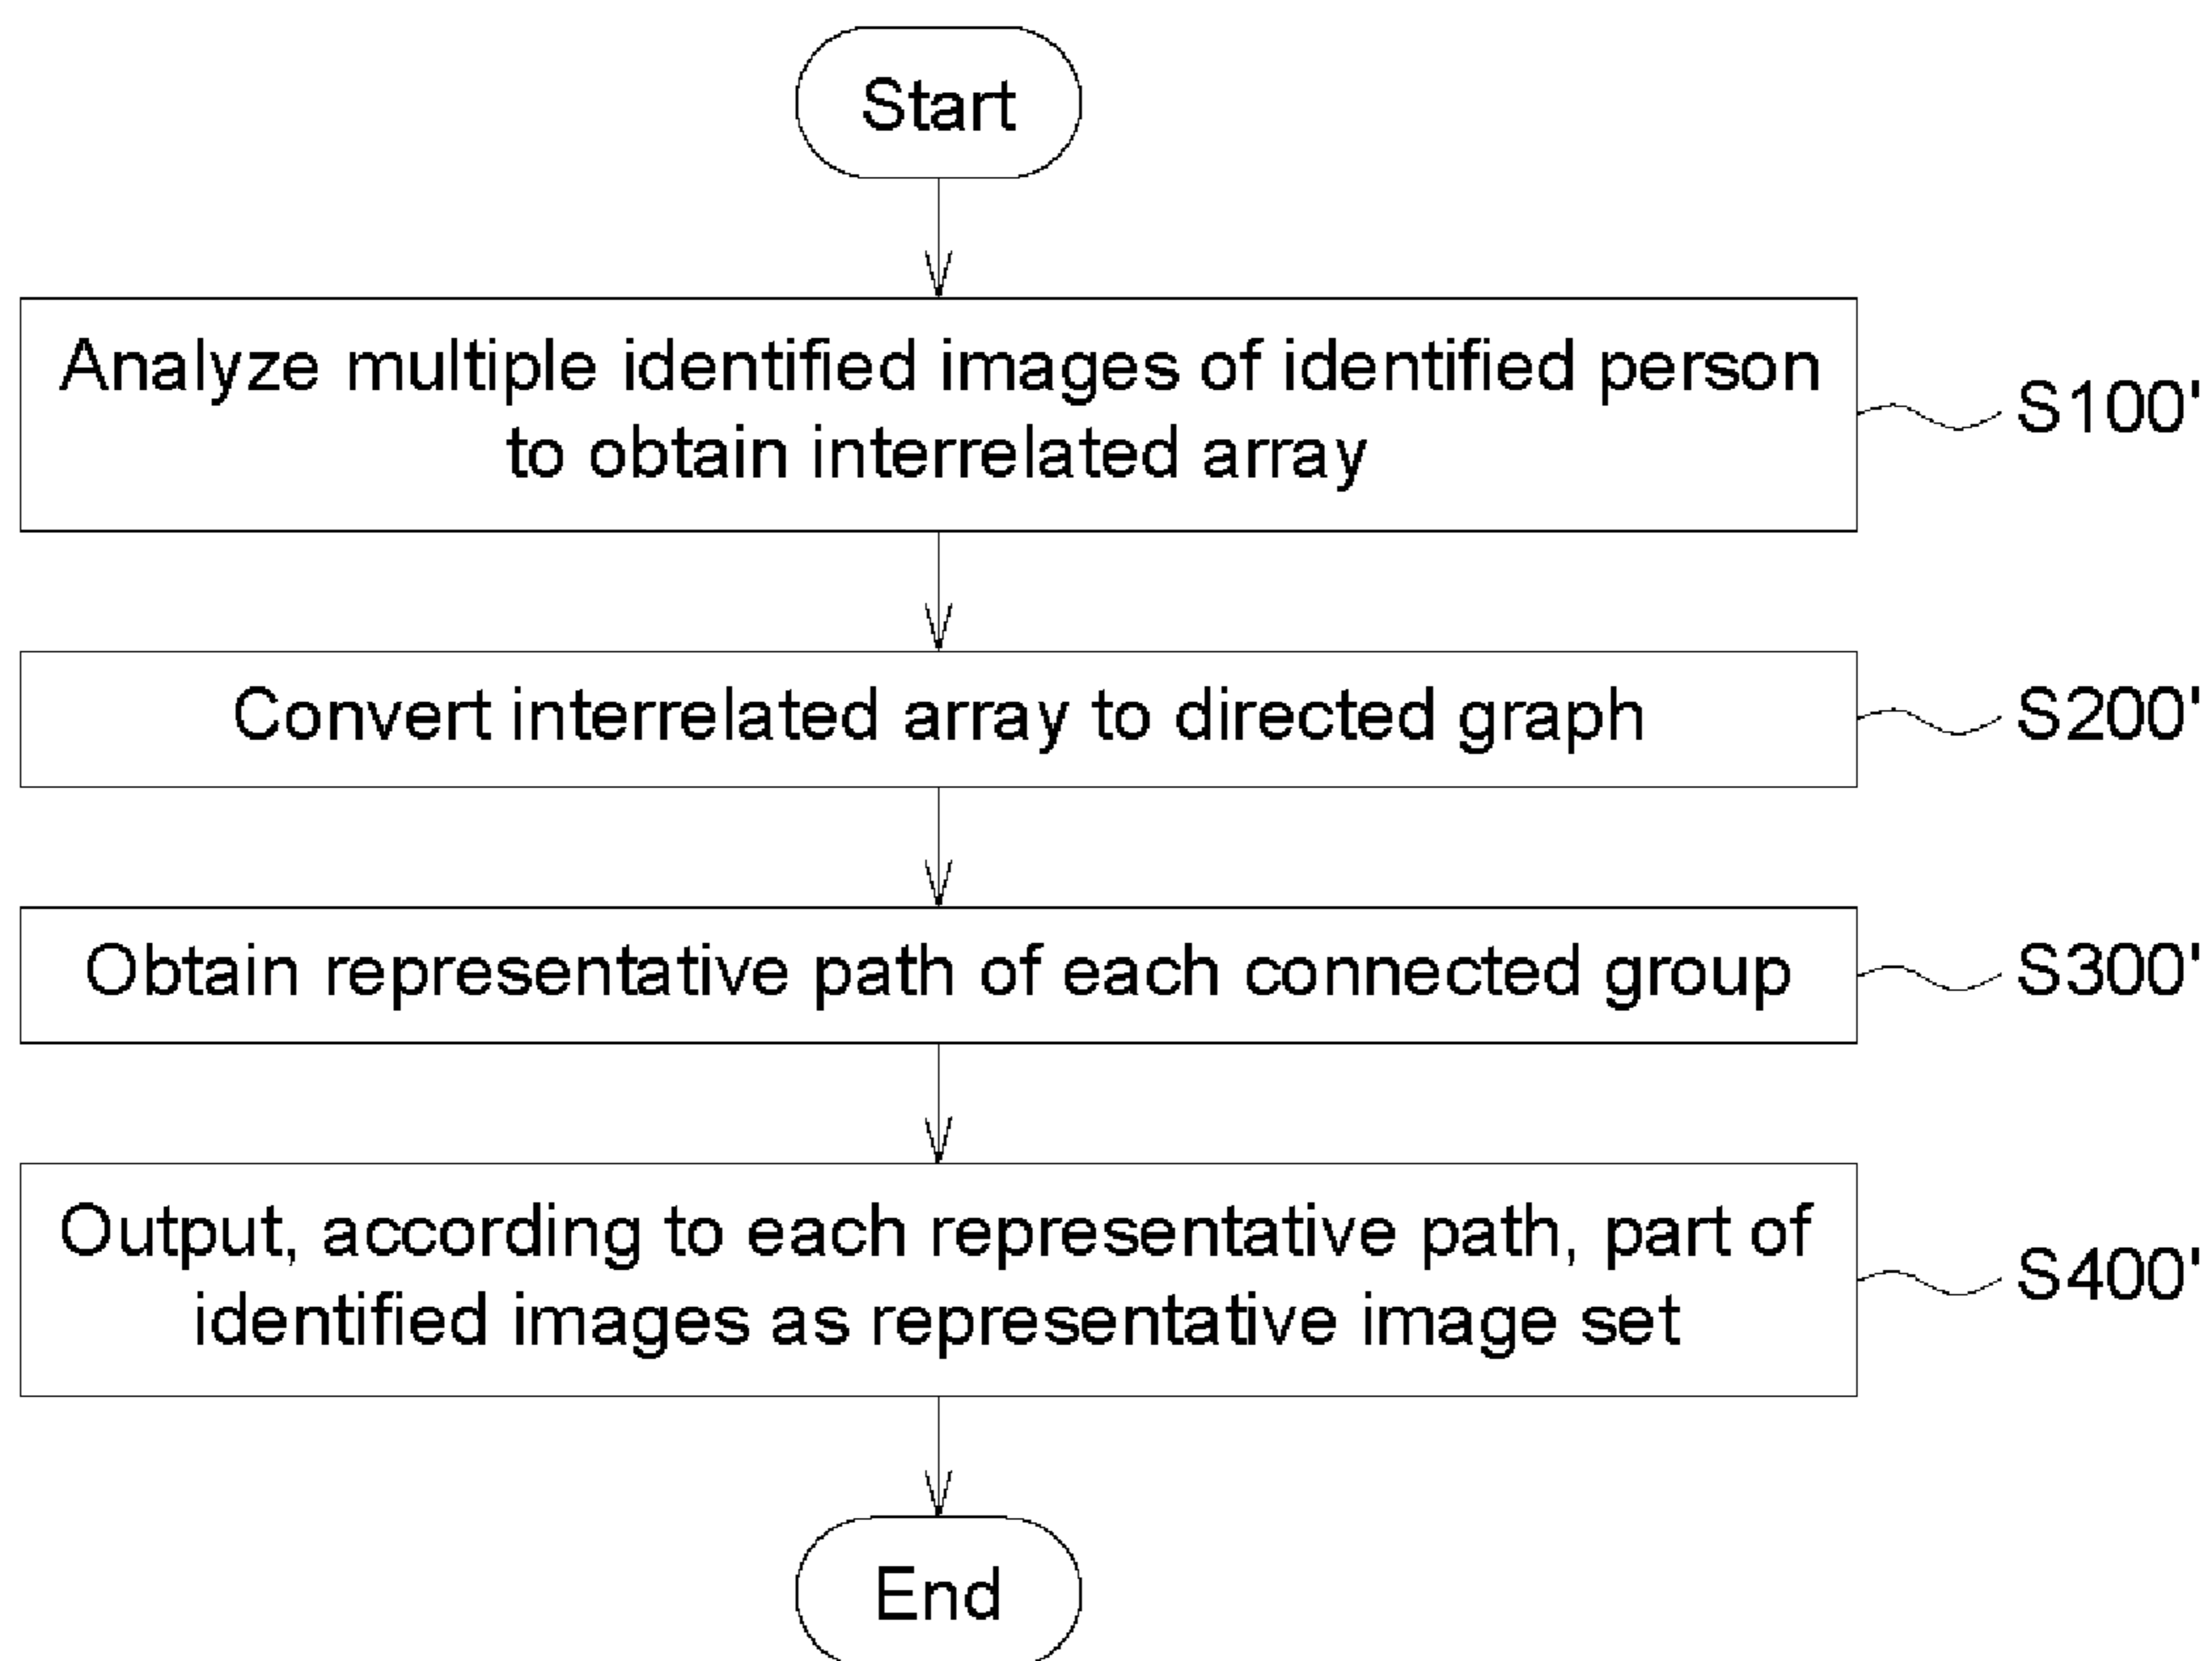 Start
Analyze multiple identified images of identified person
to obtain interrelated array
S100'
Convert interrelated array to directed graph
S200'
Obtain representative path of each connected group
S300'
Output, according to each representative path, part of
identified images as representative image set
S400'
End